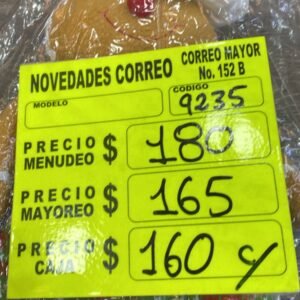 NOVEDADES CORREO
CORREO MAYOR
No. 152 B
MODELO
CODIGO
9235
PRECIO
MENUDEO $ 180
PRECIO
MAYOREO $ 165
PRECIO
CAJA $ 160 c/